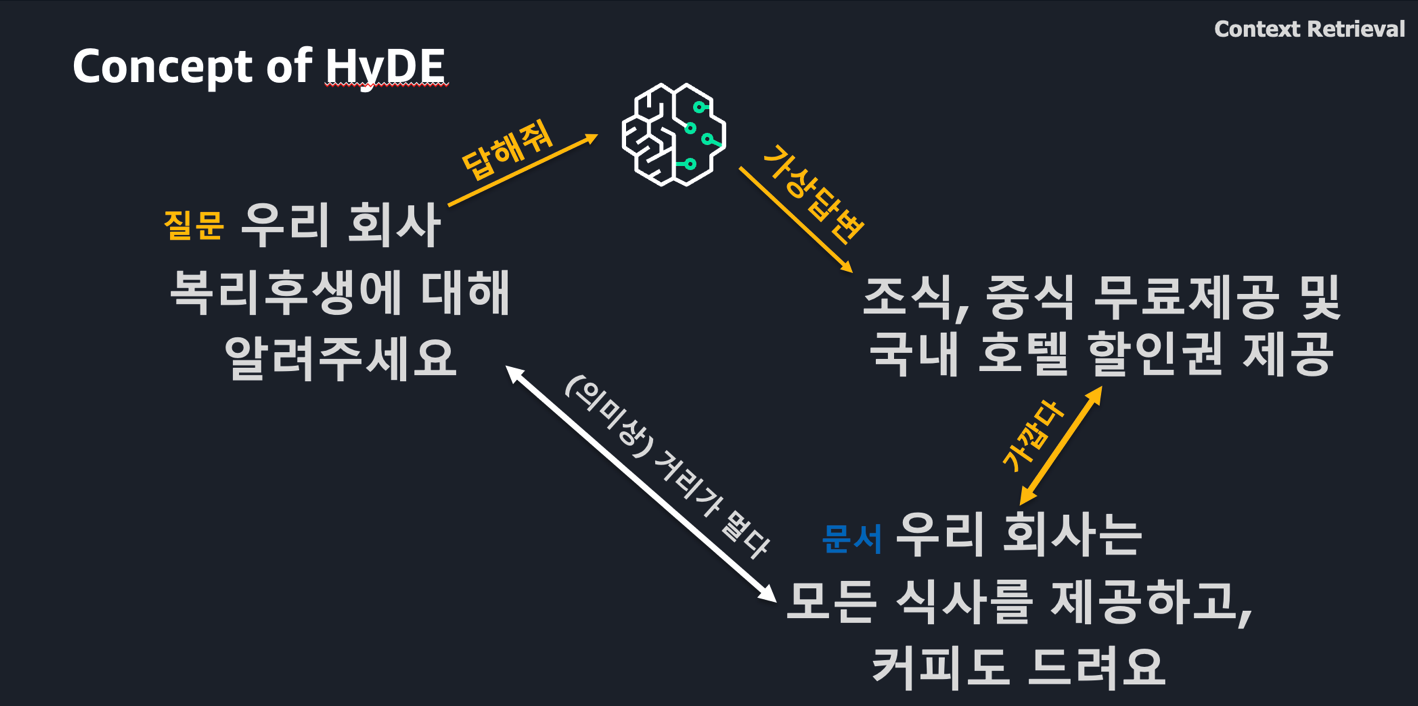 Context Retrieval
Concept of HyDE
답해줘
가상답변
질문 우리 회사
복리후생에 대해
알려주세요
조식, 중식 무료제공 및
국내 호텔 할인권 제공
(의미상) 거리가 멀다
가깝다
문서 우리 회사는
모든 식사를 제공하고,
커피도 드려요